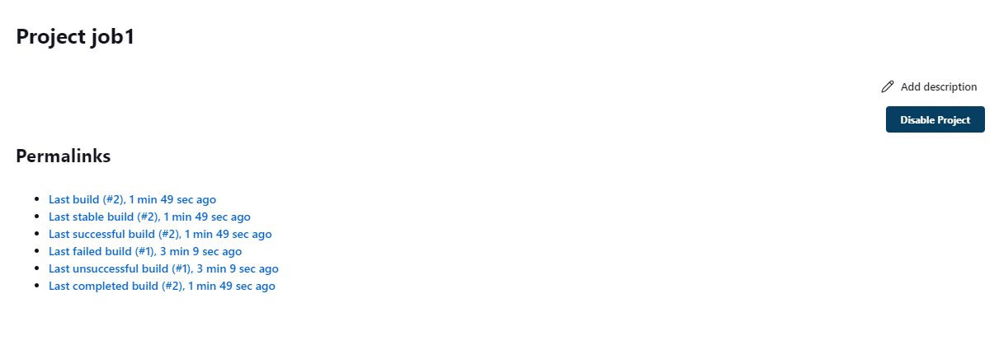 Project job1
Add description
Disable Project
Permalinks
Last build (#2), 1 min 49 sec ago
Last stable build (#2), 1 min 49 sec ago
Last successful build (#2), 1 min 49 sec ago
Last failed build (#1), 3 min 9 sec ago
Last unsuccessful build (#1), 3 min 9 sec ago
Last completed build (#2), 1 min 49 sec ago